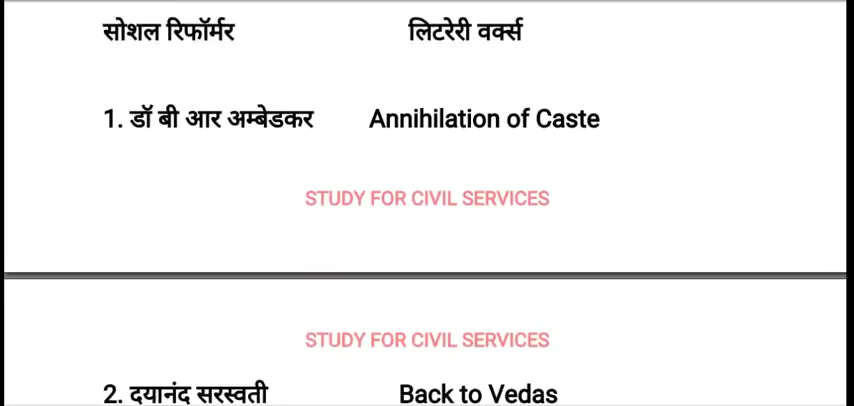 सोशल रिफॉर्मर लिटरेरी वर्क्स
1. डॉ बी आर अम्बेडकर Annihilation of Caste
STUDY FOR CIVIL SERVICES
STUDY FOR CIVIL SERVICES
2. दयानंद सरस्वती Back to Vedas